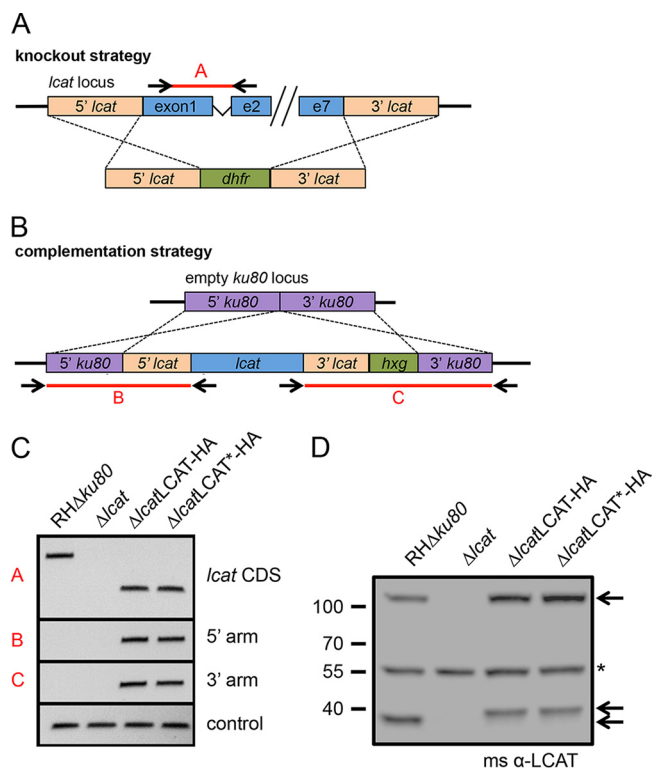 A
knockout strategy
lcat locus
A
5' lcat exon1 e2 e7 3' lcat
5' lcat dhfr 3' lcat
B
complementation strategy
empty ku80 locus
5' ku80 3' ku80
5' ku80 5' lcat lcat 3' lcat hxg 3' ku80
B C
C
RHΔku80 Δlcat ΔlcatLCAT-HA ΔlcatLCAT*-HA
A lcat CDS
B 5' arm
C 3' arm
control
D
RHΔku80 Δlcat ΔlcatLCAT-HA ΔlcatLCAT*-HA
100
70
55 *
40
ms α-LCAT